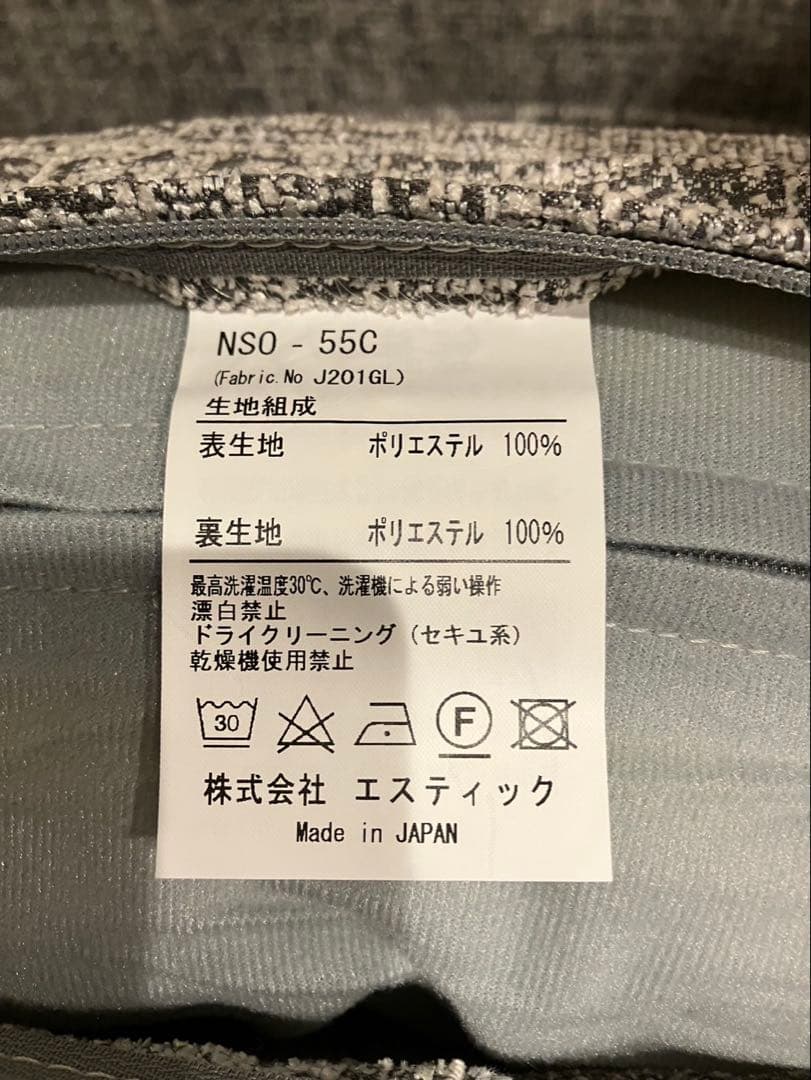 NSO - 55C
(Fabric.No J201GL)
生地組成
表生地 ポリエステル 100%
裏生地 ポリエステル 100%
最高洗濯温度30℃、洗濯機による弱い操作
漂白禁止
ドライクリーニング（セキユ系）
乾燥機使用禁止
30 F
株式会社 エスティック
Made in JAPAN